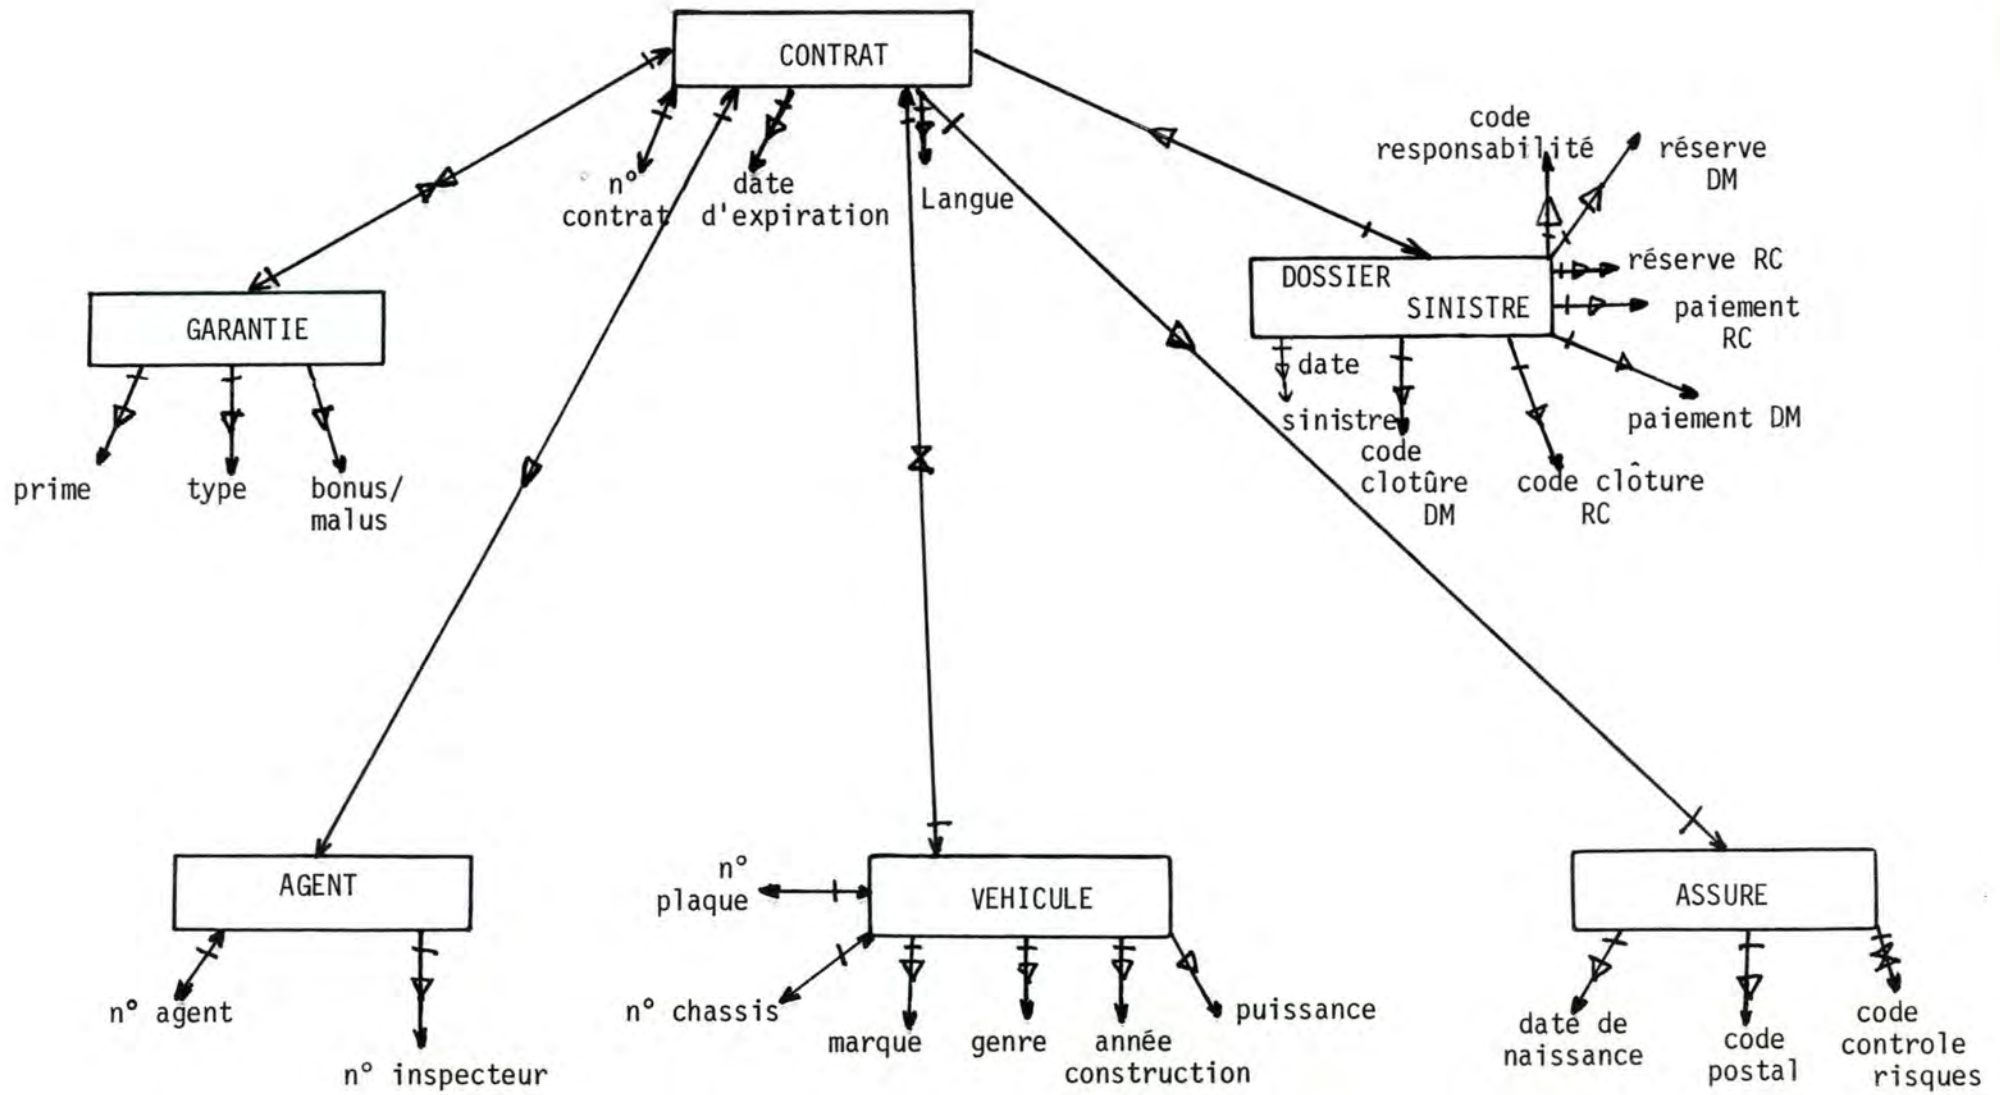 CONTRAT
n°
contrat
date
d'expiration
Langue
code
responsabilité
réserve
DM
réserve RC
paiement
RC
paiement DM
DOSSIER
SINISTRE
date
sinistre
code
clotûre
DM
code clôture
RC
GARANTIE
prime
type
bonus/
malus
AGENT
n° agent
n° inspecteur
n°
plaque
VEHICULE
n° chassis
marque
genre
année
construction
puissance
ASSURE
date de
naissance
code
postal
code
controle
risques